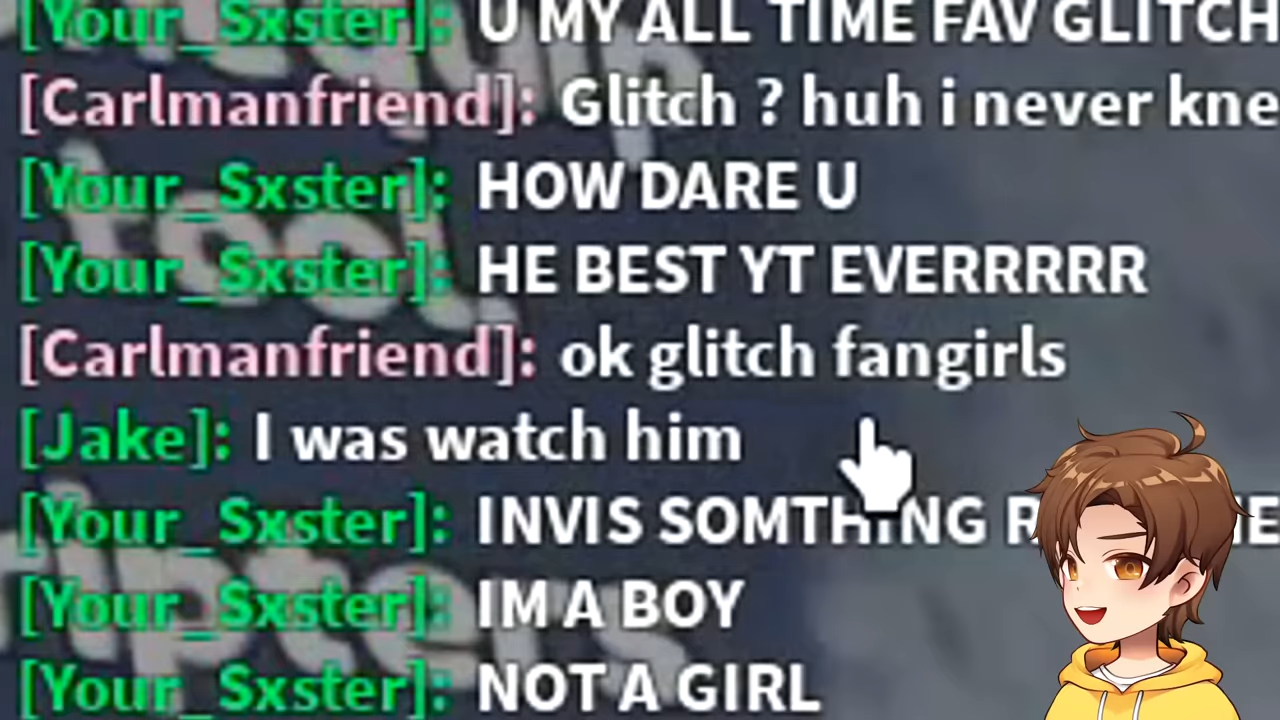 [Your_Sxster]: U MY ALL TIME FAV GLITCH
[Carlmanfriend]: Glitch ? huh i never kne
[Your_Sxster]: HOW DARE U
[Your_Sxster]: HE BEST YT EVERRRRR
[Carlmanfriend]: ok glitch fangirls
[Jake]: I was watch him
[Your_Sxster]: INVIS SOMTHING
[Your_Sxster]: IM A BOY
[Your_Sxster]: NOT A GIRL